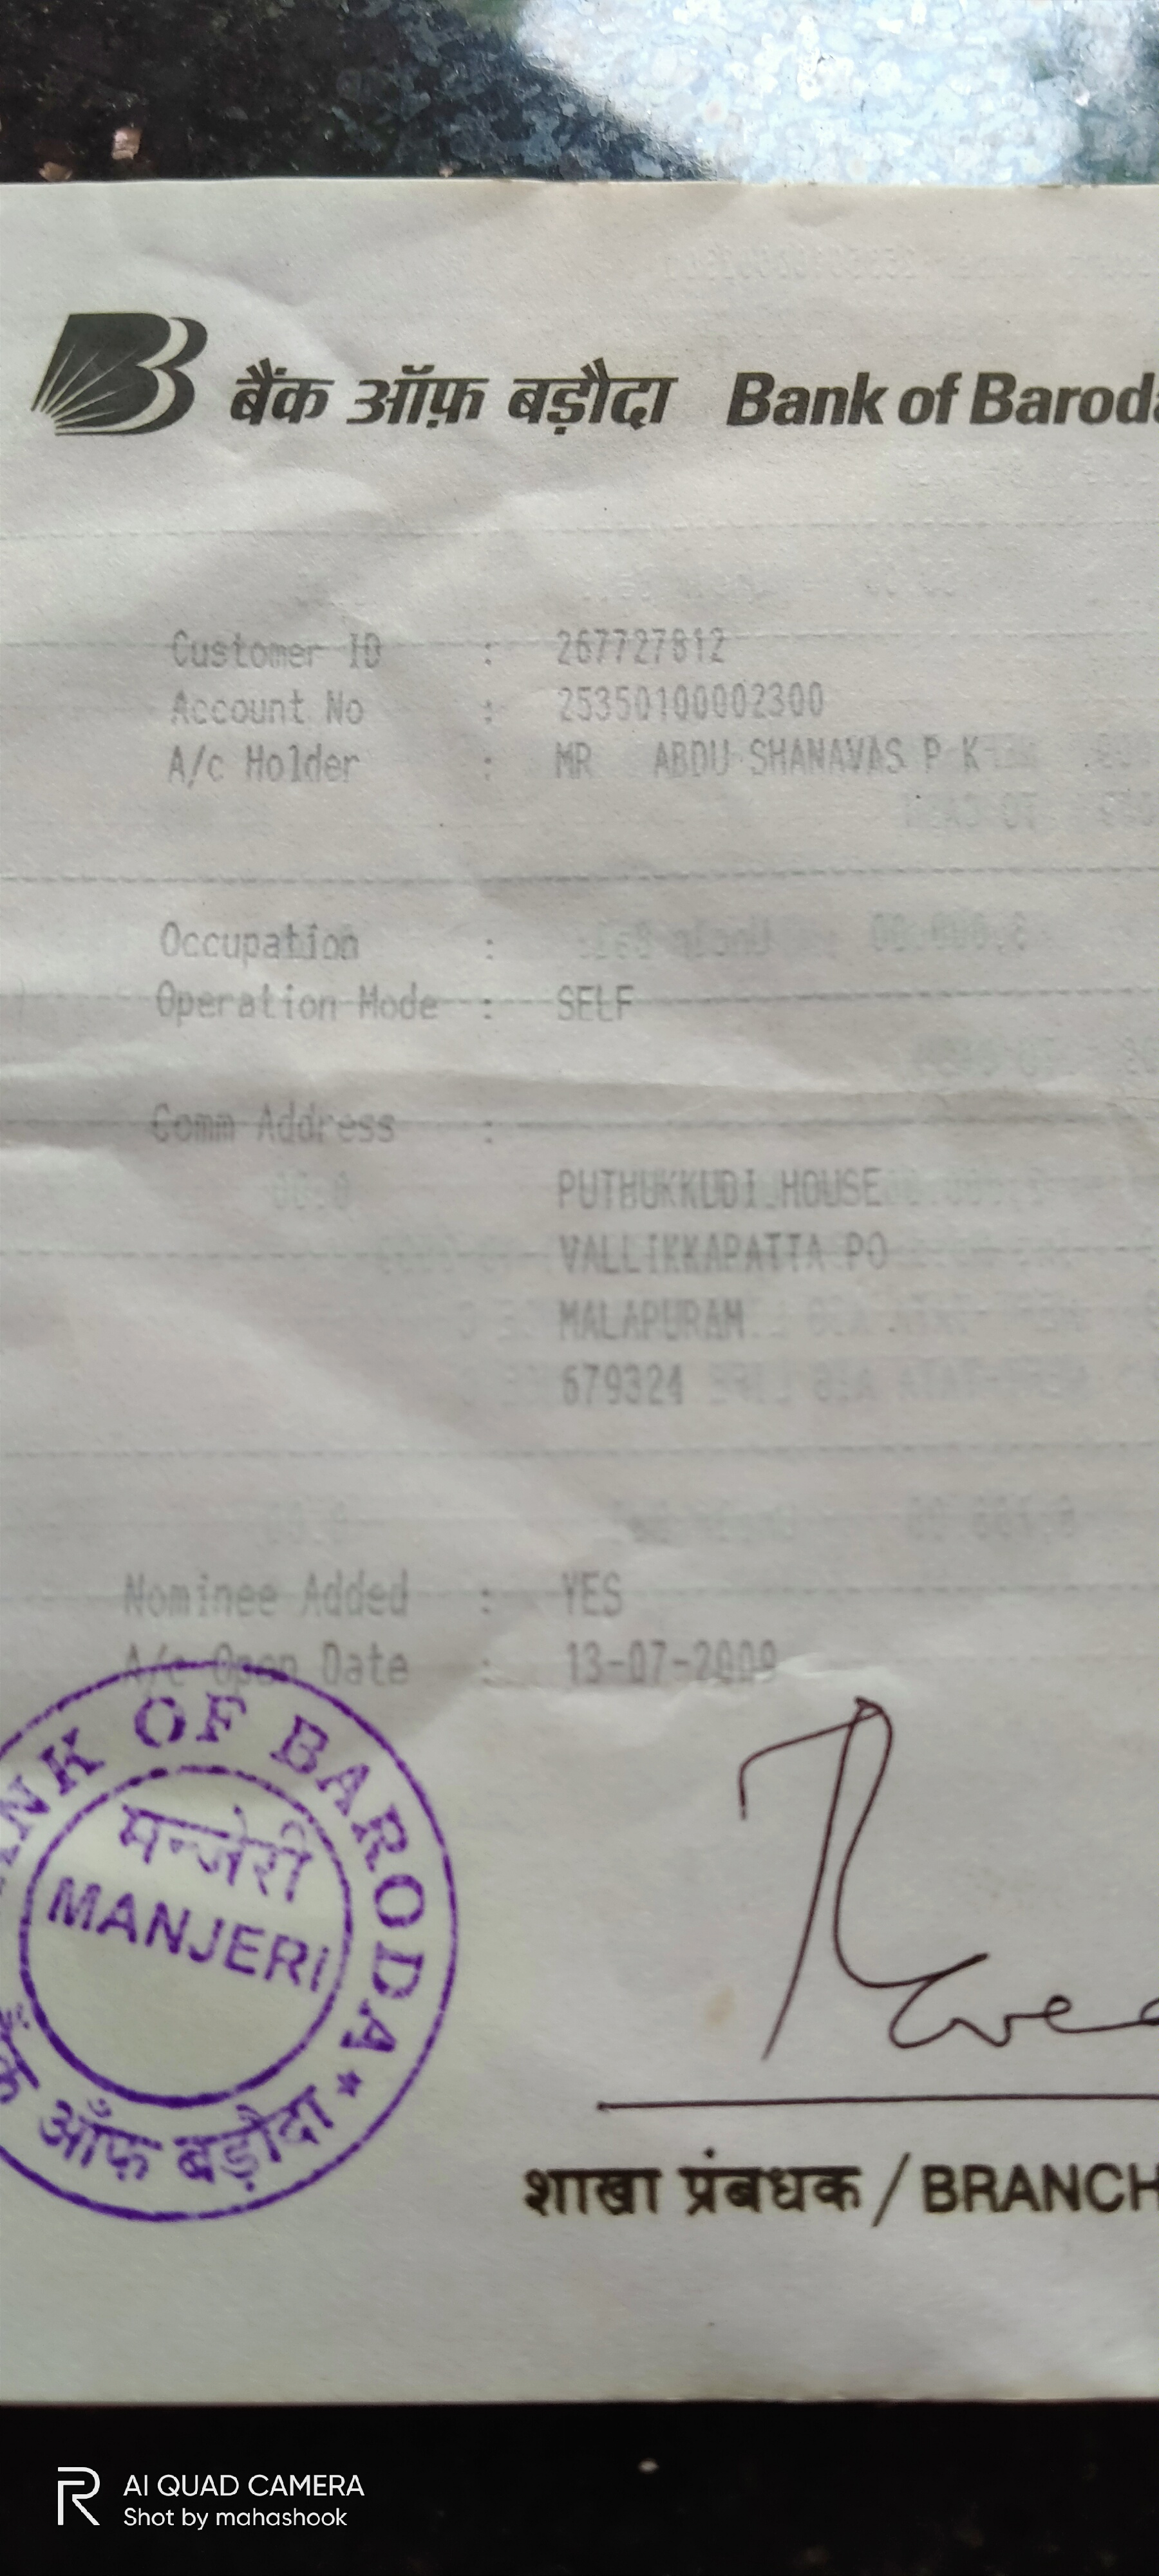 बैंक ऑफ़ बड़ौदा Bank of Baroda
Customer ID : 267727812
Account No : 25350100002300
A/c Holder : MR ABDU SHANAVAS P K
Occupation :
Operation Mode : SELF
Comm Address :
PUTHUKKUDI HOUSE
VALLIKKAPATTA PO
MALAPURAM
679324
Nominee Added : YES
A/c Open Date : 13-07-2009
BANK OF BARODA
मन्जेरी
MANJERI
बैंक ऑफ़ बड़ौदा
शाखा प्रंबधक / BRANCH
AI QUAD CAMERA
Shot by mahashook